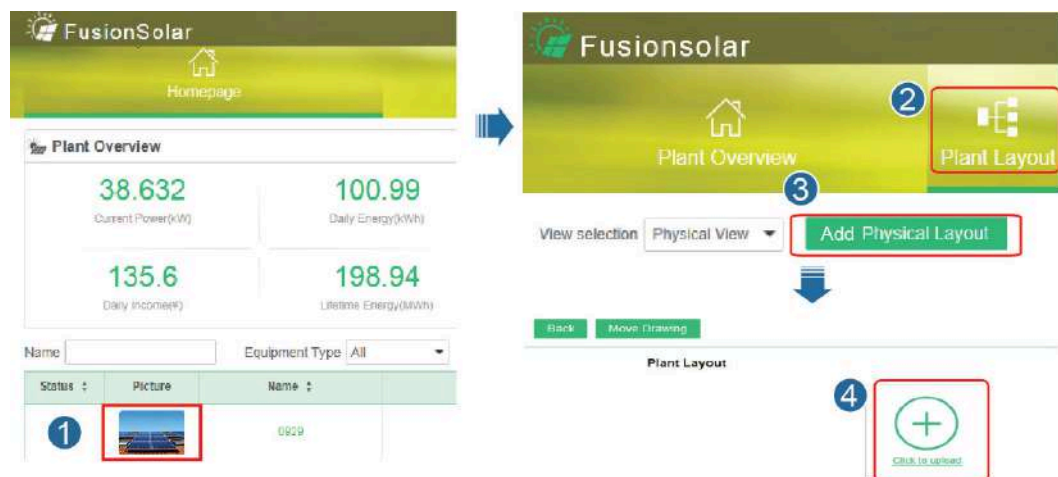 FusionSolar
Homepage
Plant Overview
38.632
100.99
Current Power(kW)
Daily Energy(kWh)
135.6
198.94
Daily Income(¥)
Lifetime Energy(MWh)
Name
Equipment Type All
Status
Picture
Name
1
0929
Fusionsolar
2
Plant Overview
Plant Layout
3
View selection Physical View
Add Physical Layout
Back
Move Drawing
Plant Layout
4
Click to upload